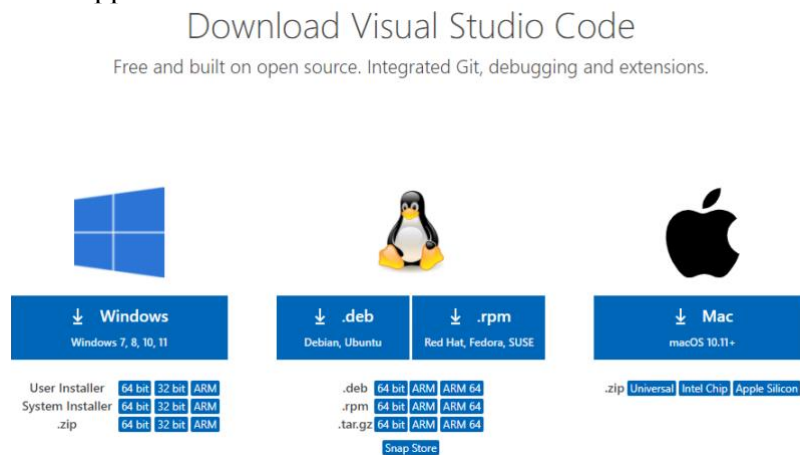 Download Visual Studio Code
Free and built on open source. Integrated Git, debugging and extensions.
Windows
Windows 7, 8, 10, 11
User Installer 64 bit 32 bit ARM
System Installer 64 bit 32 bit ARM
.zip 64 bit 32 bit ARM
.deb
Debian, Ubuntu
.rpm
Red Hat, Fedora, SUSE
.deb 64 bit ARM ARM 64
.rpm 64 bit ARM ARM 64
.tar.gz 64 bit ARM ARM 64
Snap Store
Mac
macOS 10.11+
.zip Universal Intel Chip Apple Silicon